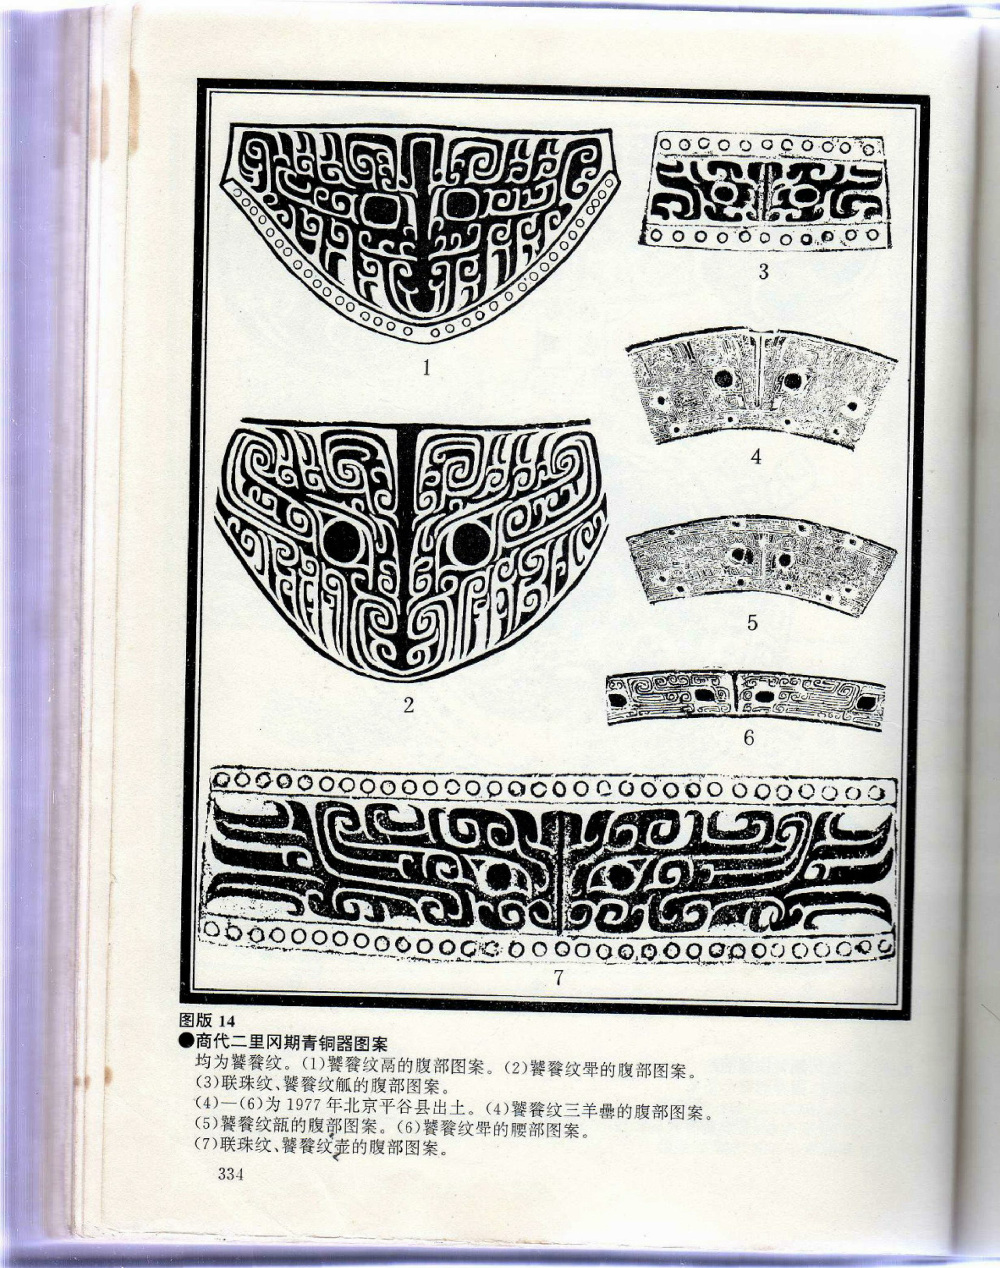 1
2
3
4
5
6
7
图版 14
●商代二里冈期青铜器图案
均为饕餮纹。(1)饕餮纹鬲的腹部图案。(2)饕餮纹斝的腹部图案。
(3)联珠纹、饕餮纹觚的腹部图案。
(4)—(6)为1977年北京平谷县出土。(4)饕餮纹三羊罍的腹部图案。
(5)饕餮纹瓿的腹部图案。(6)饕餮纹斝的腰部图案。
(7)联珠纹、饕餮纹壶的腹部图案。
334